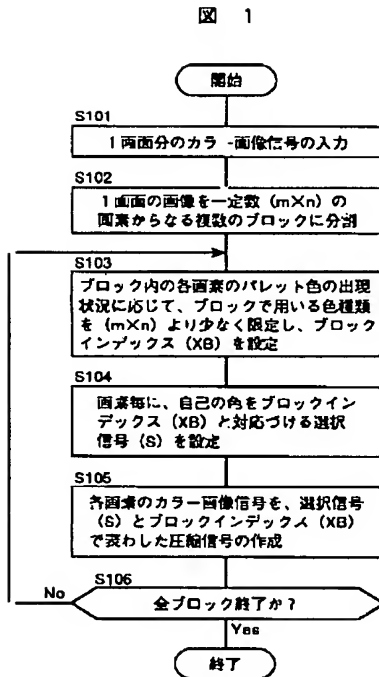 図 1
開始
S101
1画面分のカラー画像信号の入力
S102
1画面の画像を一定数(m×n)の
画素からなる複数のブロックに分割
S103
ブロック内の各画素のパレット色の出現
状況に応じて、ブロックで用いる色種類
を(m×n)より少なく限定し、ブロック
インデックス(XB)を設定
S104
画素毎に、自己の色をブロックイン
デックス(XB)と対応づける選択
信号(S)を設定
S105
各画素のカラー画像信号を、選択信号
(S)とブロックインデックス(XB)
で表わした圧縮信号の作成
S106
No
全ブロック終了か?
Yes
終了